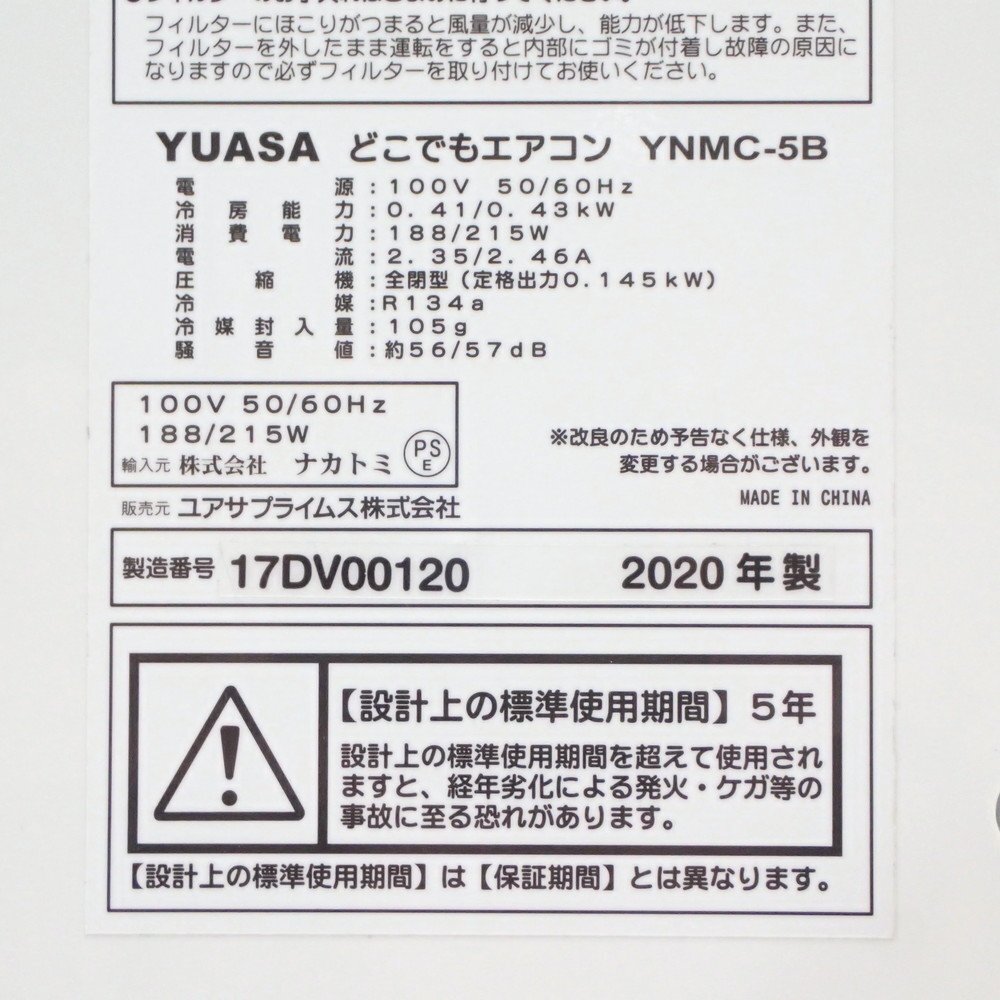 フィルターにほこりがつまると風量が減少し、能力が低下します。また、
フィルターを外したまま運転をすると内部にゴミが付着し故障の原因に
なりますので必ずフィルターを取り付けてお使いください。
YUASA どこでもエアコン YNMC-5B
電源:100V 50/60Hz
冷房能力:0.41/0.43kW
消費電力:188/215W
電流:2.35/2.46A
圧縮機:全閉型(定格出力0.145kW)
冷媒:R134a
冷媒封入量:105g
騒音値:約56/57dB
100V 50/60Hz
188/215W
輸入元 株式会社 ナカトミ
PS
E
販売元 ユアサプライムス株式会社
※改良のため予告なく仕様、外観を
変更する場合がございます。
MADE IN CHINA
製造番号 17DV00120 2020年製
【設計上の標準使用期間】5年
設計上の標準使用期間を超えて使用され
ますと、経年劣化による発火・ケガ等の
事故に至る恐れがあります。
【設計上の標準使用期間】は【保証期間】とは異なります。